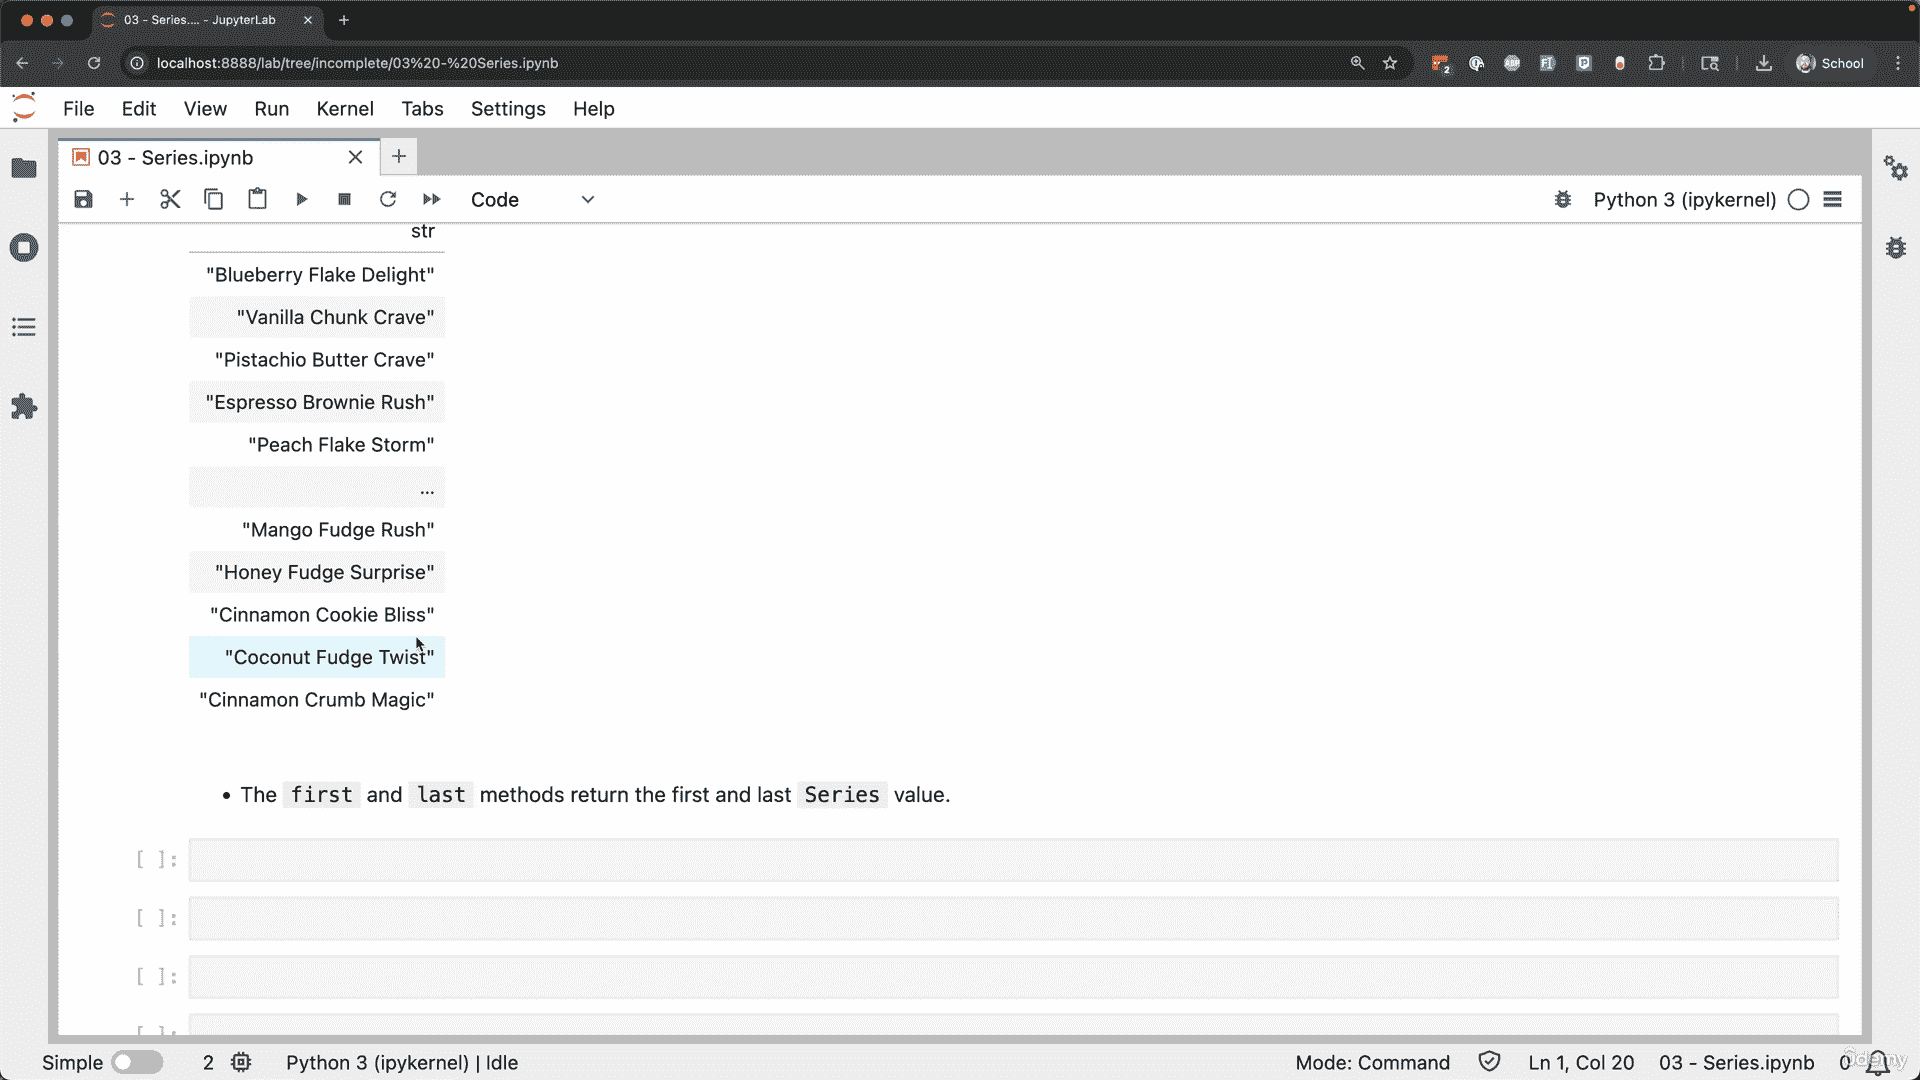 03 - Series.... - JupyterLab
localhost:8888/lab/tree/incomplete/03%20-%20Series.ipynb
2
ABP
School
File Edit View Run Kernel Tabs Settings Help
03 - Series.ipynb
Code
Python 3 (ipykernel)
str
"Blueberry Flake Delight"
"Vanilla Chunk Crave"
"Pistachio Butter Crave"
"Espresso Brownie Rush"
"Peach Flake Storm"
...
"Mango Fudge Rush"
"Honey Fudge Surprise"
"Cinnamon Cookie Bliss"
"Coconut Fudge Twist"
"Cinnamon Crumb Magic"
• The first and last methods return the first and last Series value.
[ ]:
[ ]:
[ ]:
[ ]:
Simple 2 Python 3 (ipykernel) | Idle Mode: Command Ln 1, Col 20 03 - Series.ipynb 0
udemy